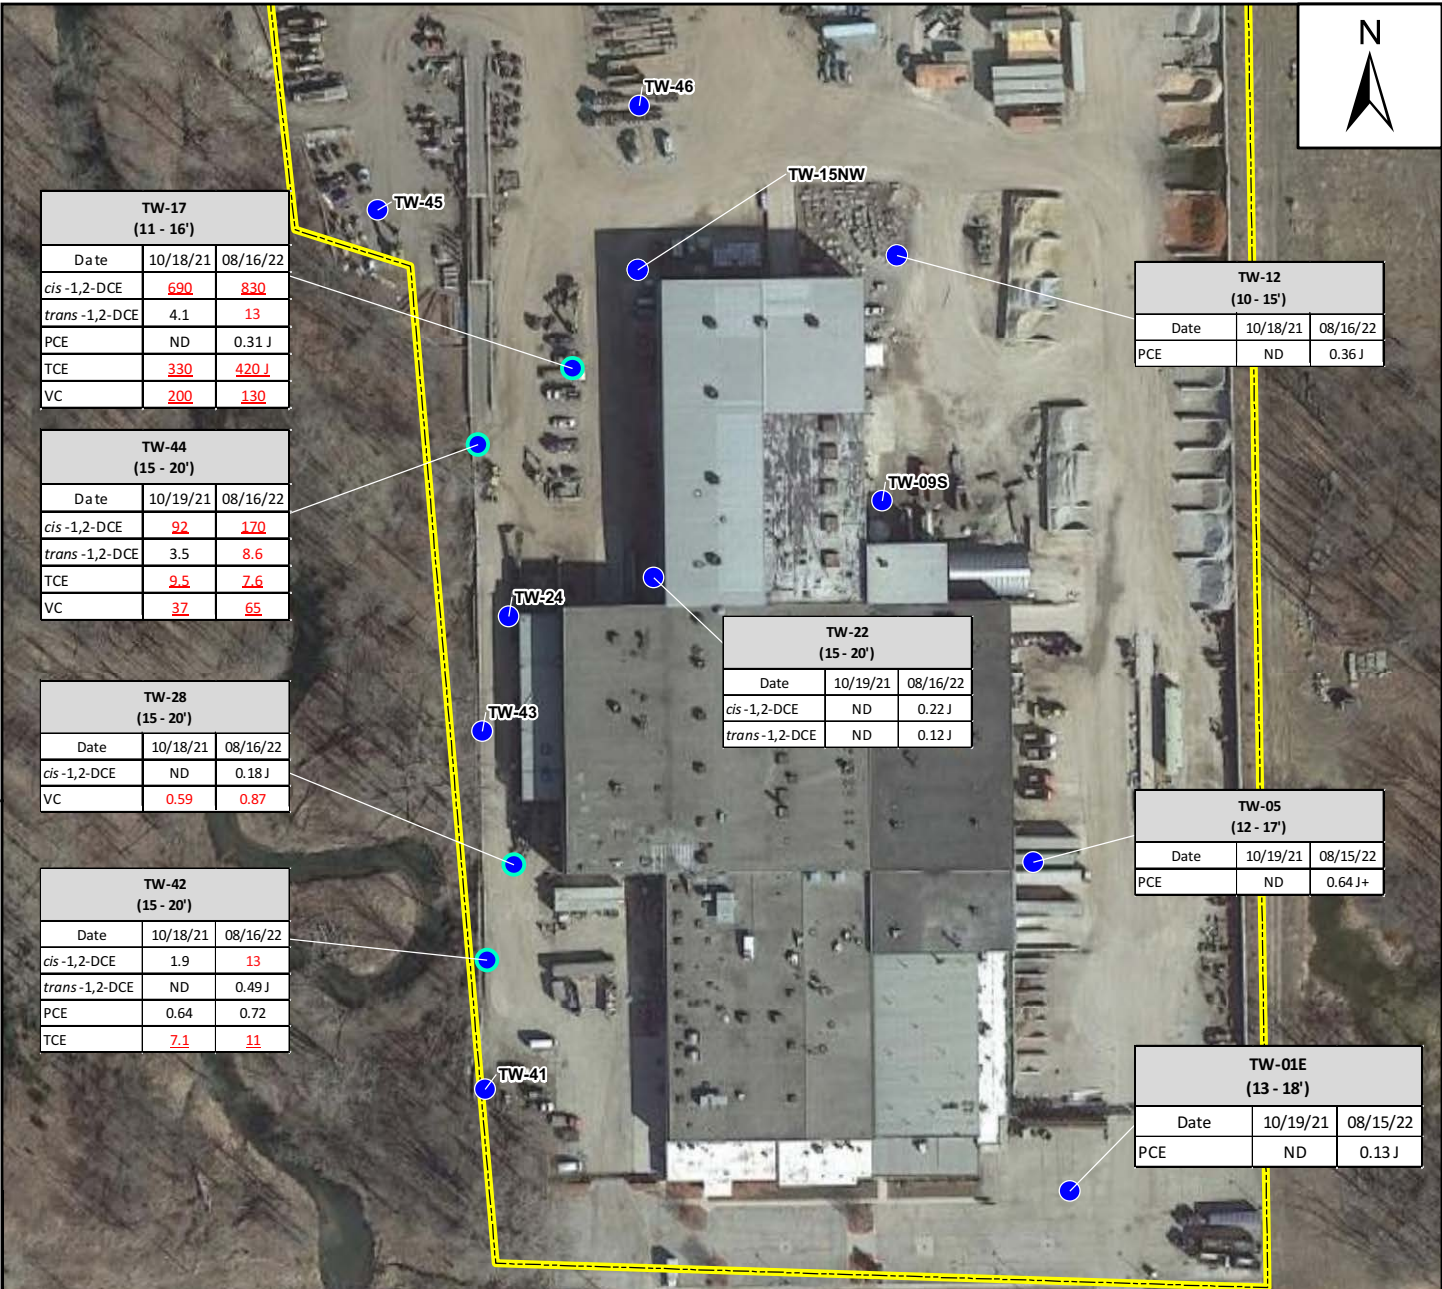 N
TW-46
TW-15NW
TW-45
TW-17
(11 - 16')
Date 10/18/21 08/16/22
cis -1,2-DCE 690 830
trans -1,2-DCE 4.1 13
PCE ND 0.31 J
TCE 330 420 J
VC 200 130
TW-12
(10 - 15')
Date 10/18/21 08/16/22
PCE ND 0.36 J
TW-44
(15 - 20')
Date 10/19/21 08/16/22
cis -1,2-DCE 92 170
trans -1,2-DCE 3.5 8.6
TCE 9.5 7.6
VC 37 65
TW-09S
TW-24
TW-22
(15 - 20')
Date 10/19/21 08/16/22
cis -1,2-DCE ND 0.22 J
trans -1,2-DCE ND 0.12 J
TW-28
(15 - 20')
Date 10/18/21 08/16/22
cis -1,2-DCE ND 0.18 J
VC 0.59 0.87
TW-43
TW-05
(12 - 17')
Date 10/19/21 08/15/22
PCE ND 0.64 J+
TW-42
(15 - 20')
Date 10/18/21 08/16/22
cis -1,2-DCE 1.9 13
trans -1,2-DCE ND 0.49 J
PCE 0.64 0.72
TCE 7.1 11
TW-41
TW-01E
(13 - 18')
Date 10/19/21 08/15/22
PCE ND 0.13 J